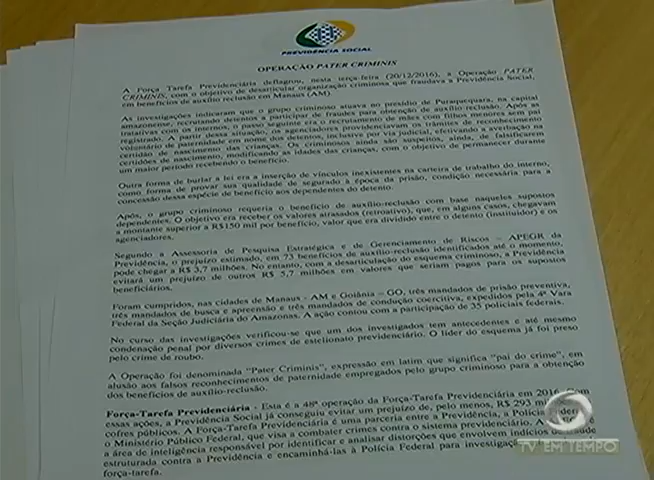 PREVIDÊNCIA SOCIAL
OPERAÇÃO PATER CRIMINIS
A Força Tarefa Previdenciária deflagrou, nesta terça-feira (20/12/2016), a Operação PATER
CRIMINIS, com o objetivo de desarticular organização criminosa que fraudava a Previdência Social,
em benefícios de auxílio reclusão em Manaus (AM).
As investigações indicaram que o grupo criminoso atuava no presídio de Puraquequara, na capital
amazonense, recrutando detentos a participar de fraudes para obtenção de auxílio reclusão. Após as
tratativas com os internos, o passo seguinte era o recrutamento de mães com filhos menores sem pai
registrado. A partir dessa situação, os agenciadores providenciavam os trâmites de reconhecimento
voluntário de paternidade em nome dos detentos, inclusive por via judicial, efetivando a averbação na
certidão de nascimento das crianças. Os criminosos ainda são suspeitos, ainda, de falsificarem
certidões de nascimento, modificando as idades das crianças, com o objetivo de permanecer durante
um maior período recebendo o benefício.
Outra forma de burlar a lei era a inserção de vínculos inexistentes na carteira de trabalho do interno,
como forma de provar sua qualidade de segurado à época da prisão, condição necessária para a
concessão dessa espécie de benefício aos dependentes do detento.
Após, o grupo criminoso requeria o benefício de auxílio-reclusão com base naqueles supostos
dependentes. O objetivo era receber os valores atrasados (retroativo), que, em alguns casos, chegavam
a montante superior a R$150 mil por benefício, valor que era dividido entre o detento (instituidor) e os
agenciadores.
Segundo a Assessoria de Pesquisa Estratégica e de Gerenciamento de Riscos – APEGR da
Previdência, o prejuízo estimado, em 73 benefícios de auxílio-reclusão identificados até o momento,
pode chegar a R$ 3,7 milhões. No entanto, com a desarticulação do esquema criminoso, a Previdência
evitará um prejuízo de outros R$ 5,7 milhões em valores que seriam pagos para os supostos
beneficiários.
Foram cumpridos, nas cidades de Manaus - AM e Goiânia – GO, três mandados de prisão preventiva,
três mandados de busca e apreensão e três mandados de condução coercitiva, expedidos pela 4ª Vara
Federal da Seção Judiciária do Amazonas. A ação contou com a participação de 35 policiais federais.
No curso das investigações verificou-se que um dos investigados tem antecedentes e até mesmo
condenação penal por diversos crimes de estelionato previdenciário. O líder do esquema já foi preso
pelo crime de roubo.
A Operação foi denominada “Pater Criminis”, expressão em latim que significa “pai do crime”, em
alusão aos falsos reconhecimentos de paternidade empregados pelo grupo criminoso para a obtenção
dos benefícios de auxílio-reclusão.
Força-Tarefa Previdenciária - Esta é a 48ª operação da Força-Tarefa Previdenciária em 2016. Com
essas ações, a Previdência Social já conseguiu evitar um prejuízo de, pelo menos, R$ 293
cofres públicos. A Força-Tarefa Previdenciária é uma parceria entre a Previdência, a Polícia
o Ministério Público Federal, que visa a combater crimes contra o sistema previdenciário. A
a área de inteligência responsável por identificar e analisar distorções que envolvem indícios
estruturada contra a Previdência e encaminhá-las à Polícia Federal para
força-tarefa.
TV EM TEMPO